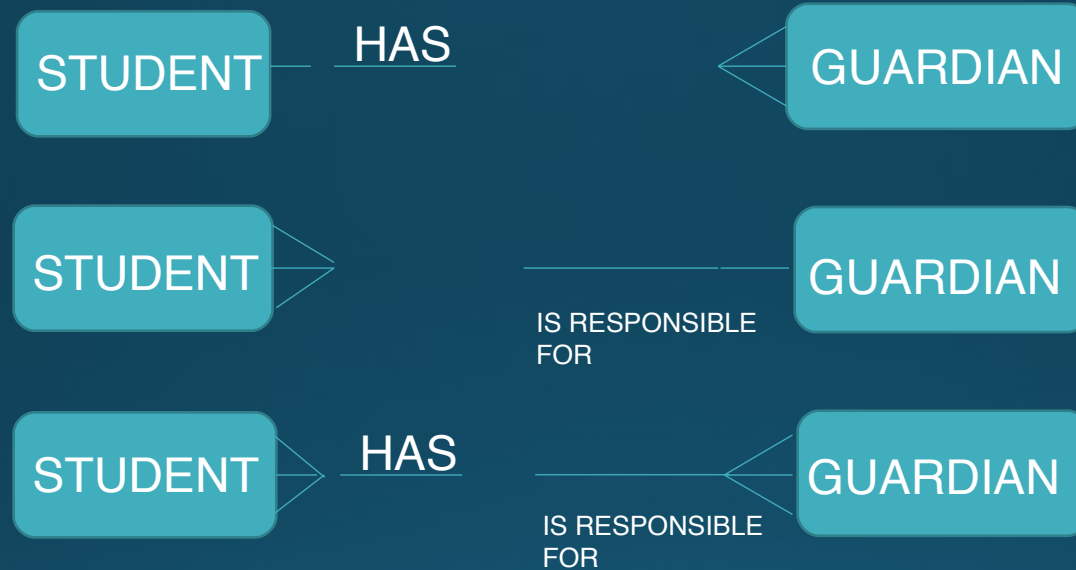 STUDENT HAS GUARDIAN
STUDENT GUARDIAN
IS RESPONSIBLE
FOR
STUDENT HAS GUARDIAN
IS RESPONSIBLE
FOR